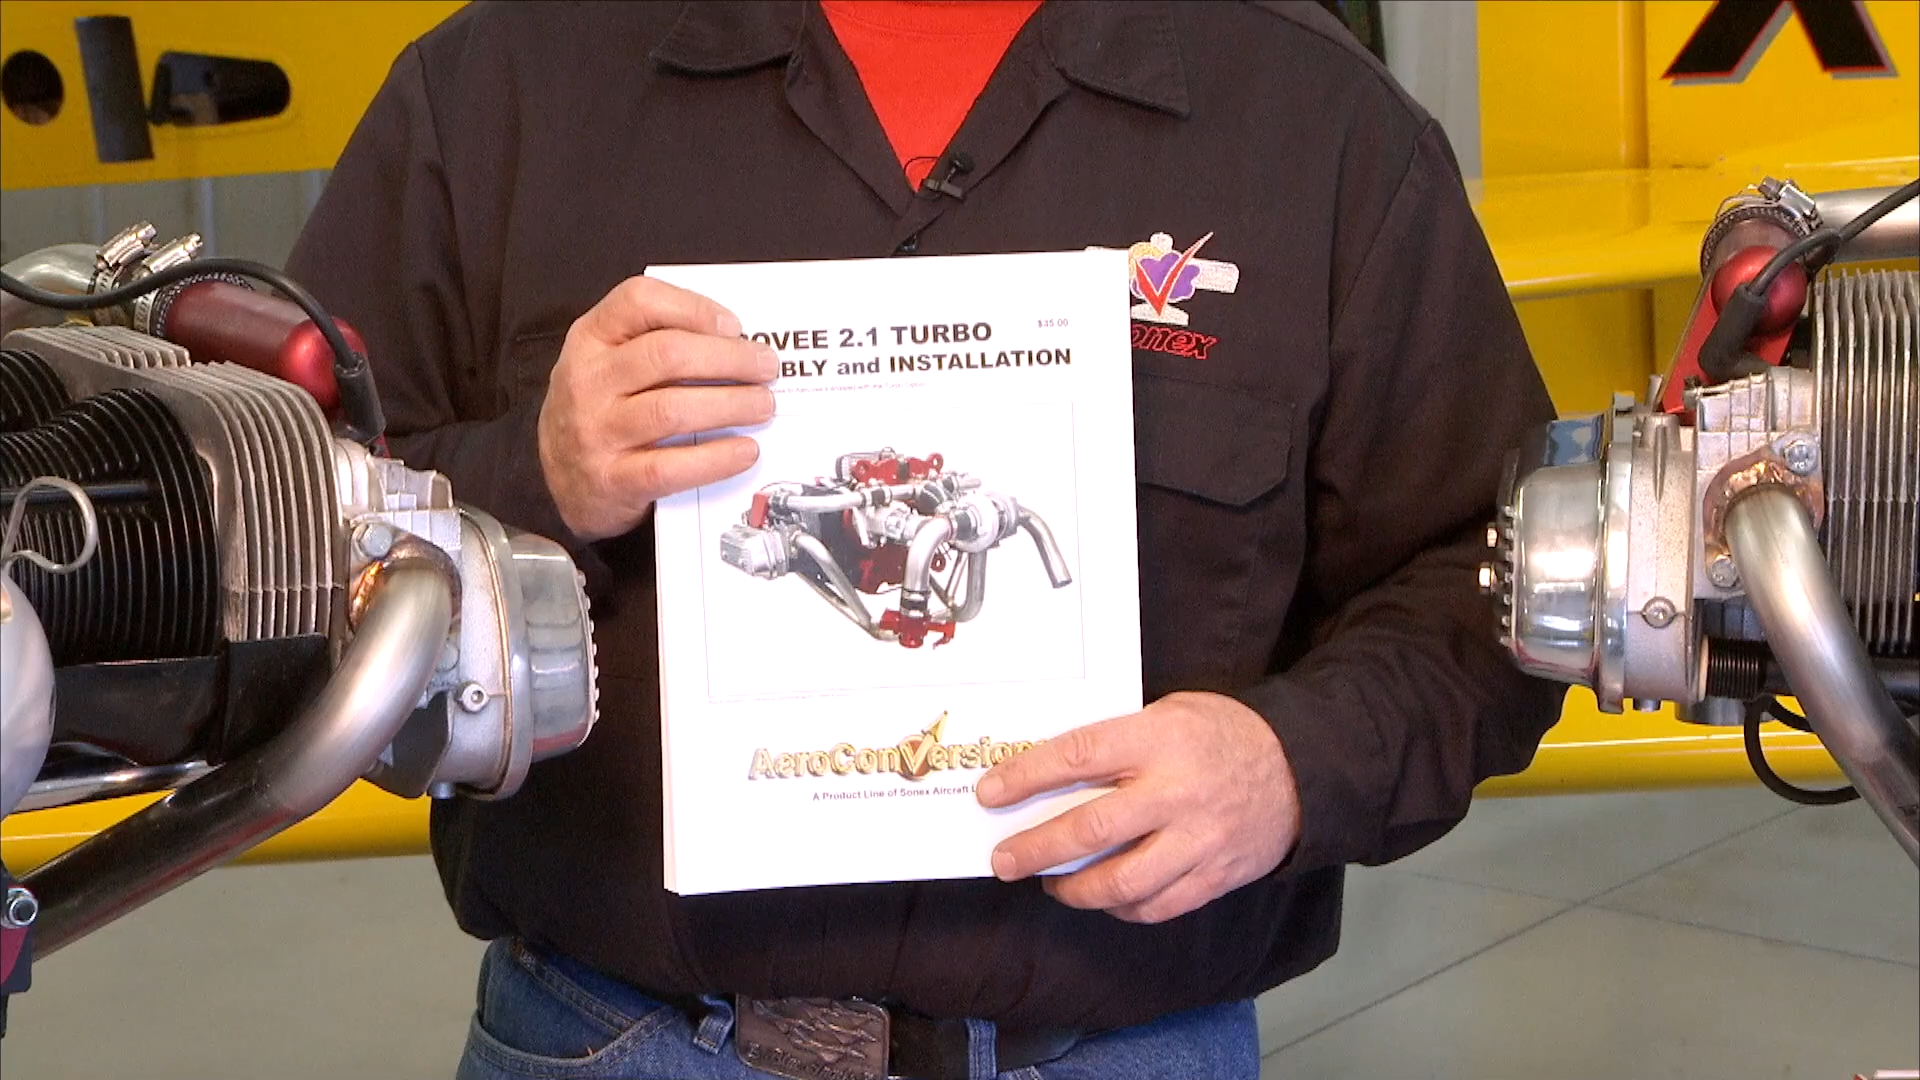 $35.00
OVEE 2.1 TURBO
BLY and INSTALLATION
AeroConversion
A Product Line of Sonex Aircraft L
onex
X